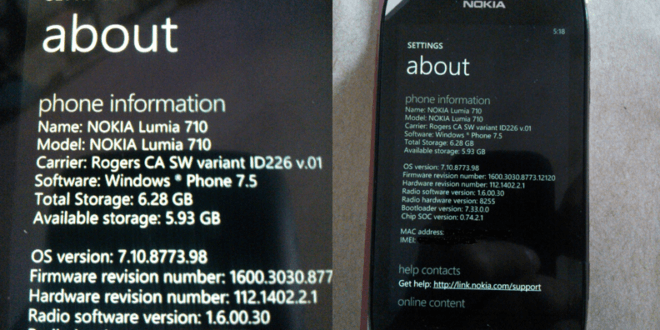 about
phone information
Name: NOKIA Lumia 710
Model: NOKIA Lumia 710
Carrier: Rogers CA SW variant ID226 v.01
Software: Windows ® Phone 7.5
Total Storage: 6.28 GB
Available storage: 5.93 GB
OS version: 7.10.8773.98
Firmware revision number: 1600.3030.877
Hardware revision number: 112.1402.2.1
Radio software version: 1.6.00.30
NOKIA
5:18
SETTINGS
about
phone information
Name: NOKIA Lumia 710
Model: NOKIA Lumia 710
Carrier: Rogers CA SW variant ID226 v.01
Software: Windows ® Phone 7.5
Total Storage: 6.28 GB
Available storage: 5.93 GB
OS version: 7.10.8773.98
Firmware revision number: 1600.3030.8773.12120
Hardware revision number: 112.1402.2.1
Radio software version: 1.6.00.30
Radio hardware version: 8255
Bootloader version: 7.33.0.0
Chip SOC version: 0.74.2.1
MAC address:
IMEI:
help contacts
Get help: http://link.nokia.com/support
online content